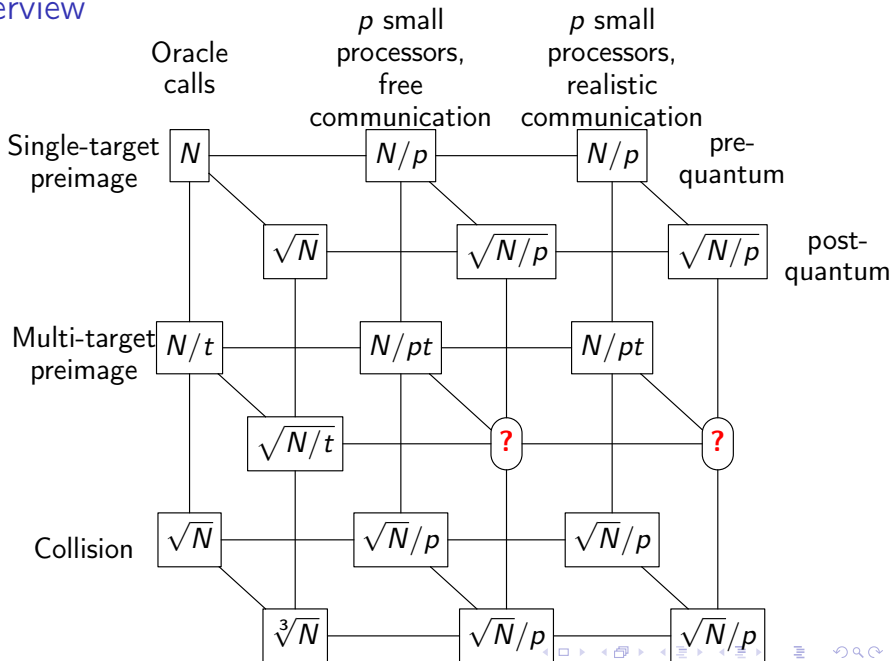 Overview
Oracle
calls
p small
processors,
free
communication
p small
processors,
realistic
communication
Single-target
preimage
N
N/p
N/p
pre-
quantum
√N
√N/p
√N/p
post-
quantum
Multi-target
preimage
N/t
N/pt
N/pt
√N/t
?
?
Collision
√N
√N/p
√N/p
∛N
√N/p
√N/p